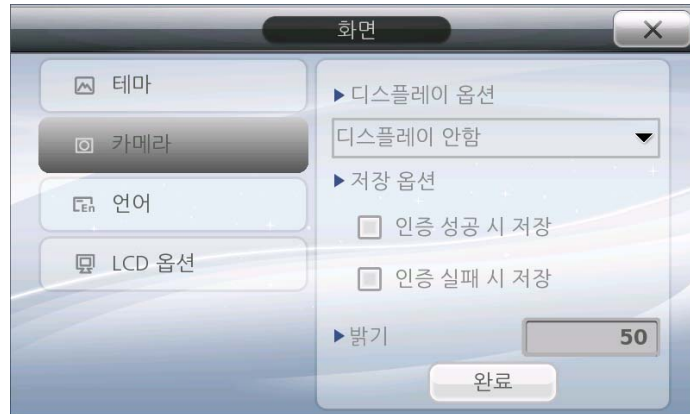 화면
테마
카메라
언어
LCD 옵션
디스플레이 옵션
디스플레이 안함
저장 옵션
인증 성공 시 저장
인증 실패 시 저장
밝기
50
완료